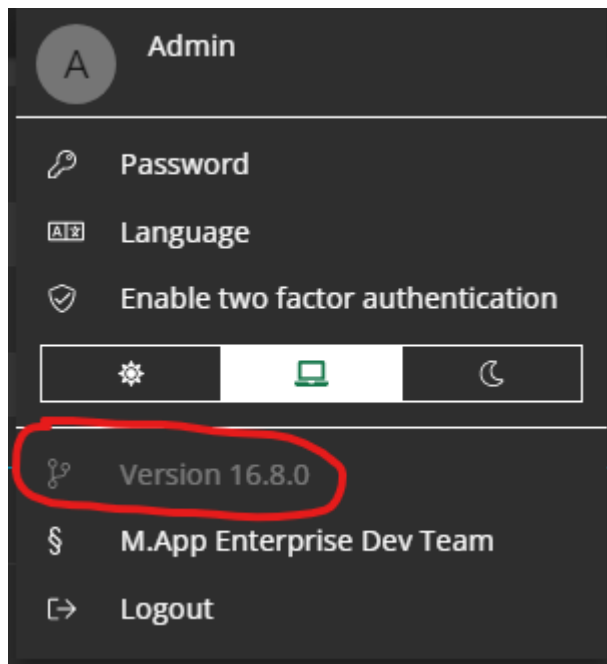 A
Admin
Password
Language
Enable two factor authentication
Version 16.8.0
§ M.App Enterprise Dev Team
Logout